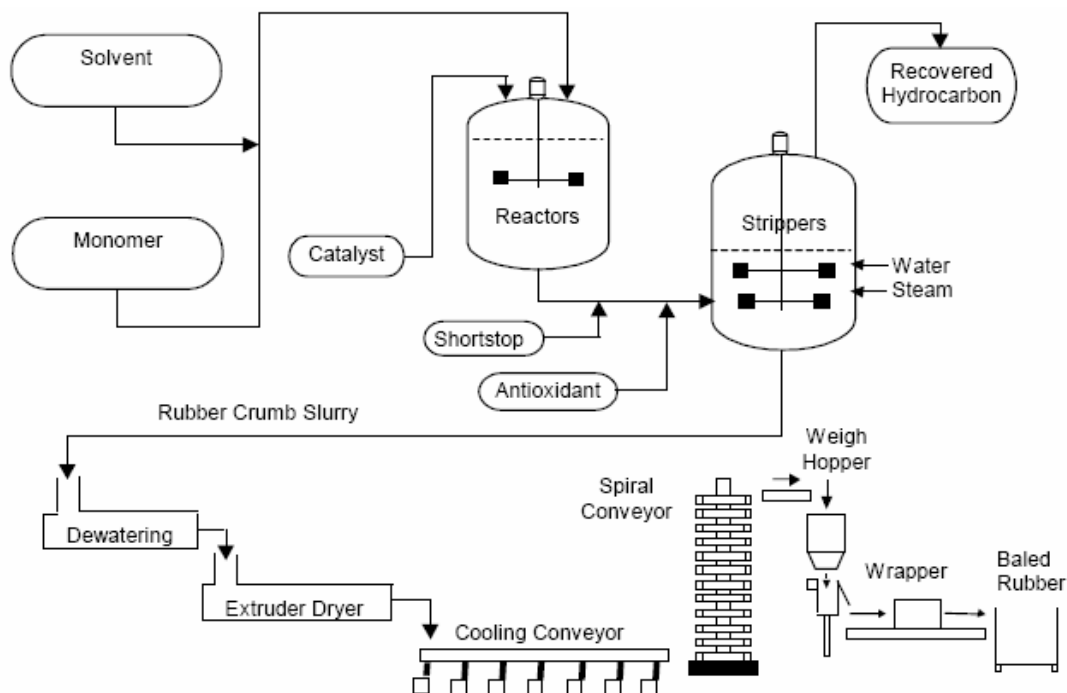 Solvent
Recovered
Hydrocarbon
Reactors
Strippers
Monomer
Catalyst
Water
Steam
Shortstop
Antioxidant
Rubber Crumb Slurry
Weigh
Hopper
Spiral
Conveyor
Dewatering
Wrapper
Baled
Rubber
Extruder Dryer
Cooling Conveyor